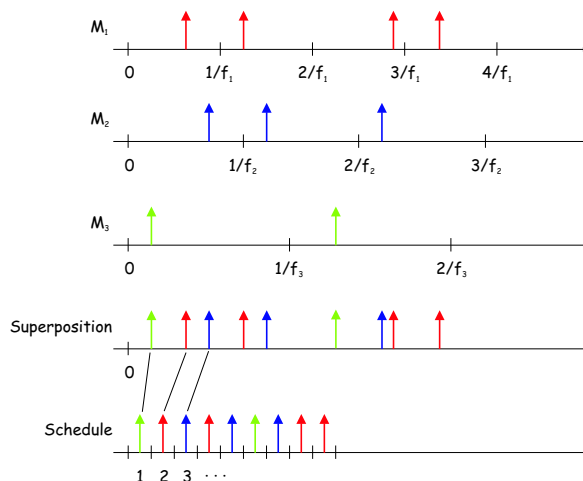 M₁
0 1/f₁ 2/f₁ 3/f₁ 4/f₁
M₂
0 1/f₂ 2/f₂ 3/f₂
M₃
0 1/f₃ 2/f₃
Superposition
0
Schedule
1 2 3 ···